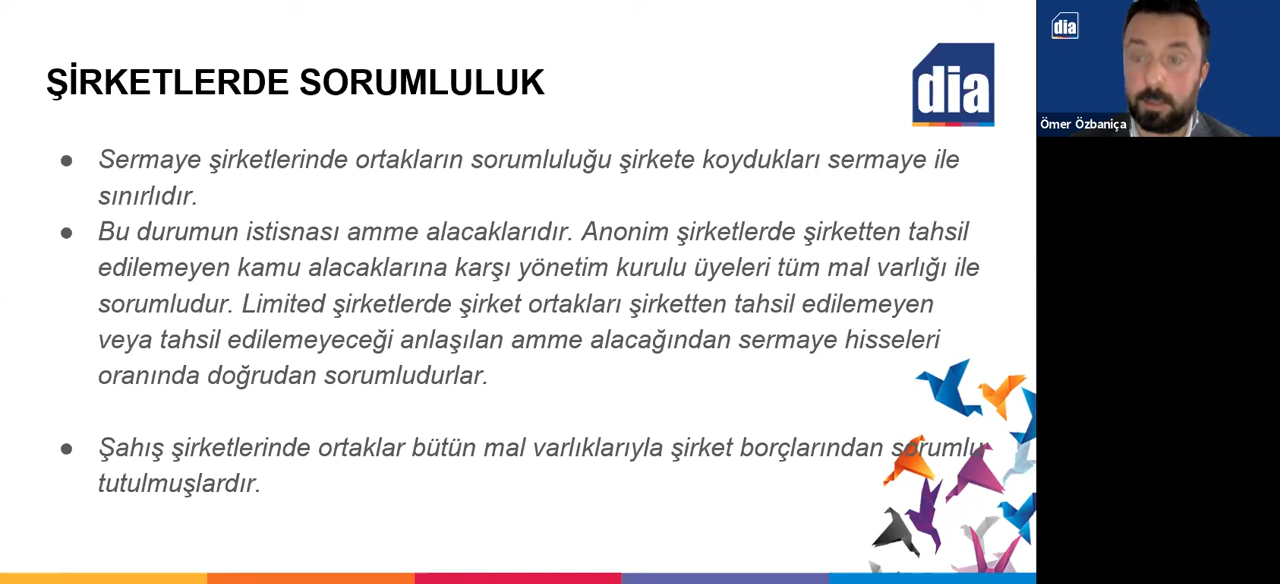 ŞİRKETLERDE SORUMLULUK
dia
dia
Ömer Özbaniça
● Sermaye şirketlerinde ortakların sorumluluğu şirkete koydukları sermaye ile
sınırlıdır.
● Bu durumun istisnası amme alacaklarıdır. Anonim şirketlerde şirketten tahsil
edilemeyen kamu alacaklarına karşı yönetim kurulu üyeleri tüm mal varlığı ile
sorumludur. Limited şirketlerde şirket ortakları şirketten tahsil edilemeyen
veya tahsil edilemeyeceği anlaşılan amme alacağından sermaye hisseleri
oranında doğrudan sorumludurlar.
● Şahış şirketlerinde ortaklar bütün mal varlıklarıyla şirket borçlarından sorumlu
tutulmuşlardır.